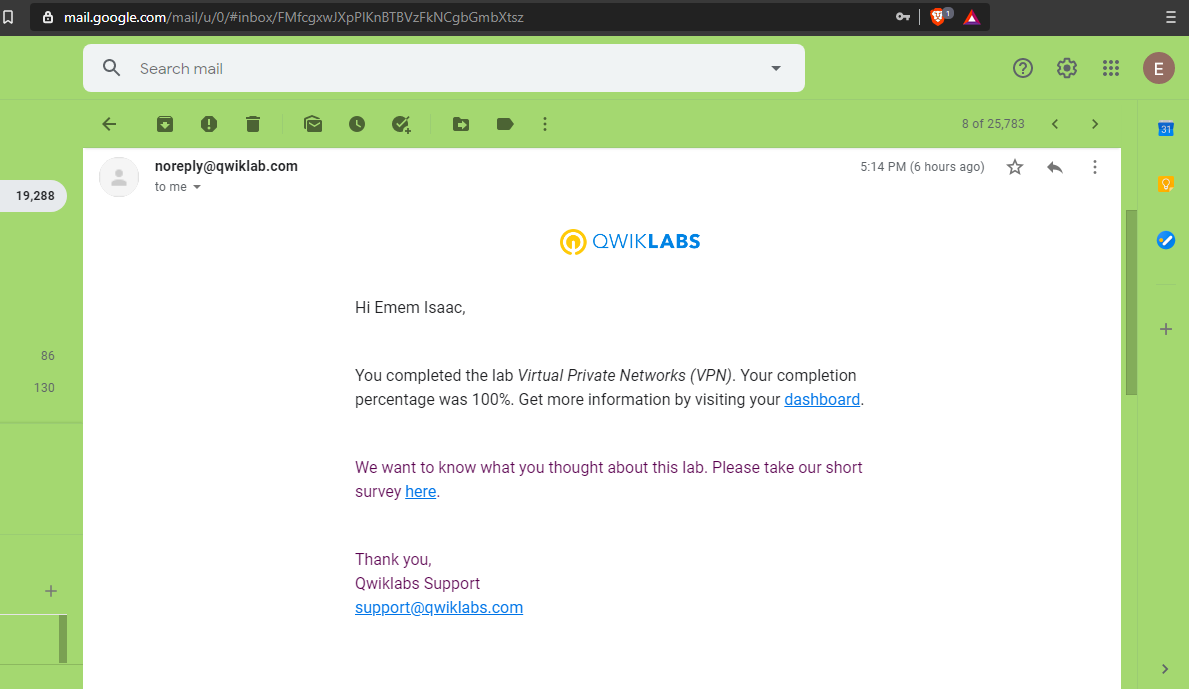 mail.google.com/mail/u/0/#inbox/FMfcgxwJXpPlKnBTBVzFkNCgbGmbXtsz
1
Search mail
E
8 of 25,783
31
noreply@qwiklab.com
5:14 PM (6 hours ago)
to me
19,288
QWIKLABS
Hi Emem Isaac,
You completed the lab Virtual Private Networks (VPN). Your completion
percentage was 100%. Get more information by visiting your dashboard.
86
130
We want to know what you thought about this lab. Please take our short
survey here.
Thank you,
Qwiklabs Support
support@qwiklabs.com